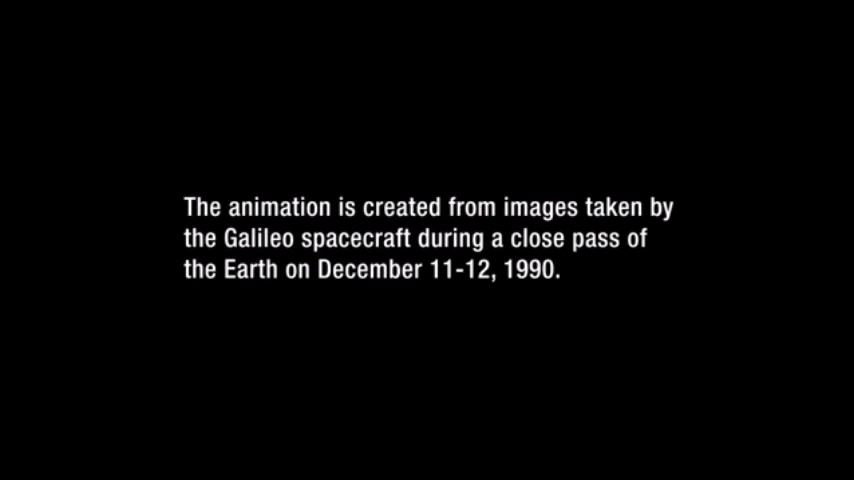 The animation is created from images taken by
the Galileo spacecraft during a close pass of
the Earth on December 11-12, 1990.